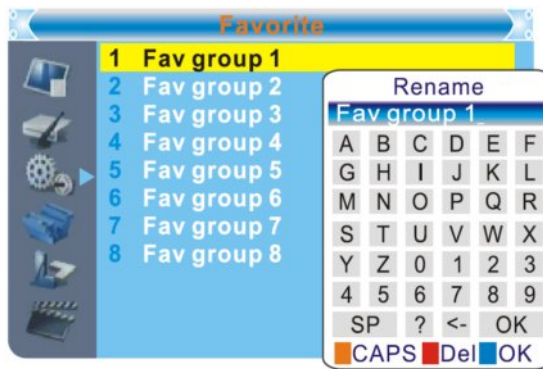 Favorite
1 Fav group 1
2 Fav group 2
3 Fav group 3
4 Fav group 4
5 Fav group 5
6 Fav group 6
7 Fav group 7
8 Fav group 8
Rename
Fav group 1_
A B C D E F
G H I J K L
M N O P Q R
S T U V W X
Y Z 0 1 2 3
4 5 6 7 8 9
SP ? <- OK
CAPS Del OK